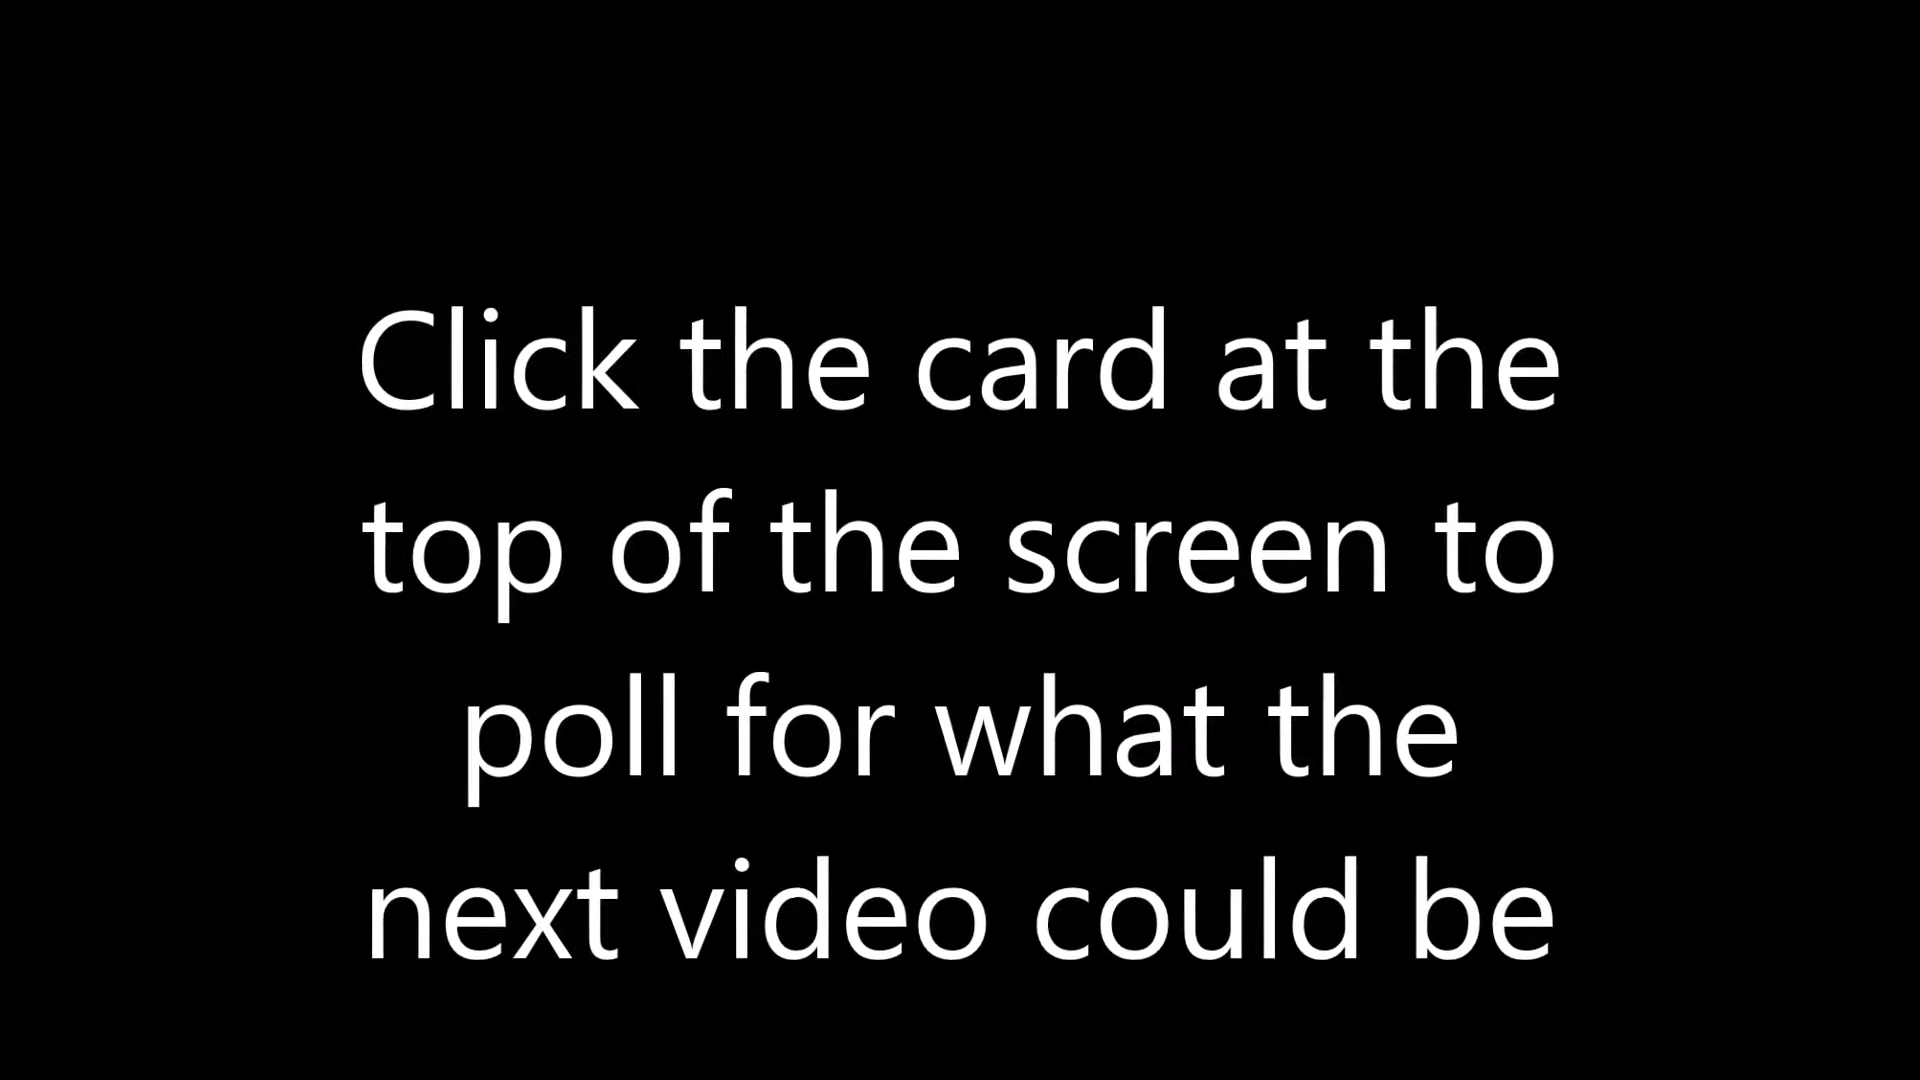 Click the card at the
top of the screen to
poll for what the
next video could be